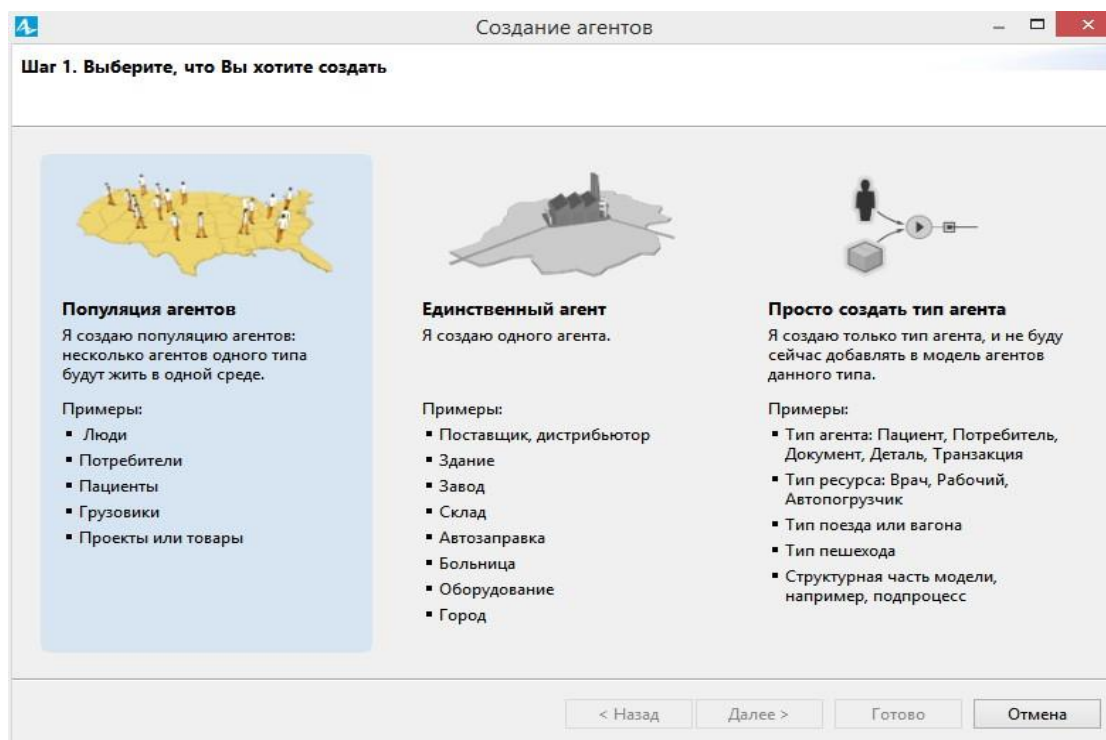 Создание агентов
Шаг 1. Выберите, что Вы хотите создать
Популяция агентов
Я создаю популяцию агентов:
несколько агентов одного типа
будут жить в одной среде.
Примеры:
▪ Люди
▪ Потребители
▪ Пациенты
▪ Грузовики
▪ Проекты или товары
Единственный агент
Я создаю одного агента.
Примеры:
▪ Поставщик, дистрибьютор
▪ Здание
▪ Завод
▪ Склад
▪ Автозаправка
▪ Больница
▪ Оборудование
▪ Город
Просто создать тип агента
Я создаю только тип агента, и не буду
сейчас добавлять в модель агентов
данного типа.
Примеры:
▪ Тип агента: Пациент, Потребитель,
Документ, Деталь, Транзакция
▪ Тип ресурса: Врач, Рабочий,
Автопогрузчик
▪ Тип поезда или вагона
▪ Тип пешехода
▪ Структурная часть модели,
например, подпроцесс
< Назад
Далее >
Готово
Отмена